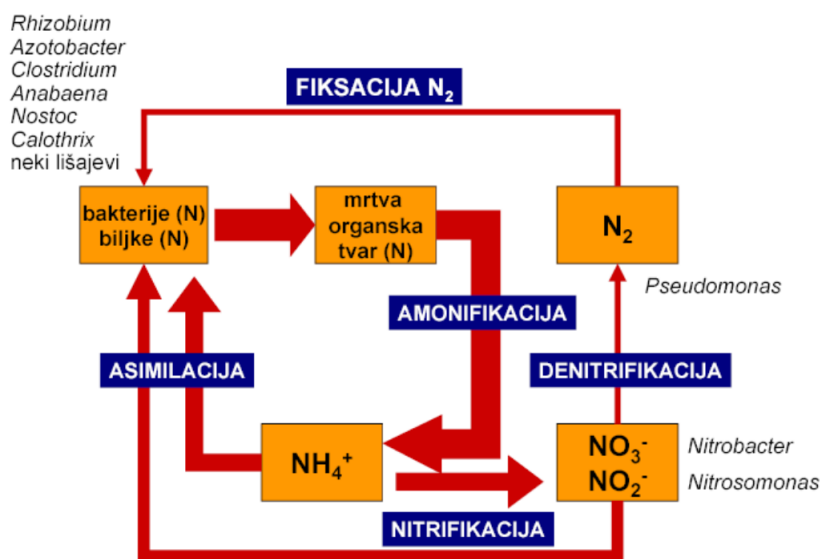 Rhizobium
Azotobacter
Clostridium
Anabaena
Nostoc
Calothrix
neki lišajevi
FIKSACIJA N₂
bakterije (N)
biljke (N)
mrtva
organska
tvar (N)
N₂
Pseudomonas
AMONIFIKACIJA
ASIMILACIJA
DENITRIFIKACIJA
NH₄⁺
NO₃⁻
NO₂⁻
Nitrobacter
Nitrosomonas
NITRIFIKACIJA